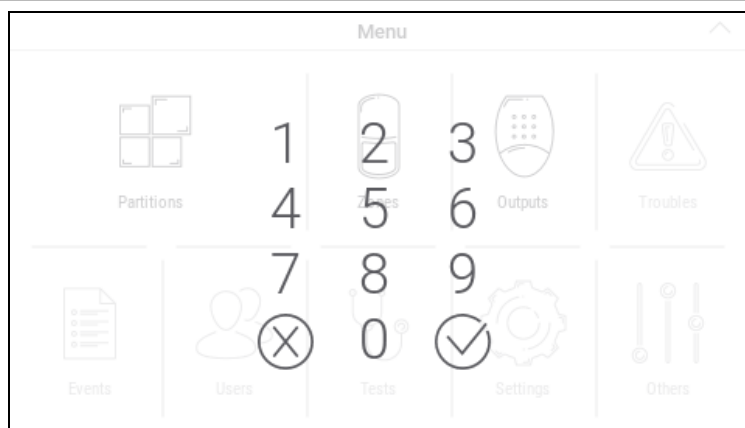 Menu
1 2 3
Partitions Zones Outputs Troubles
4 5 6
7 8 9
0
Events Users Tests Settings Others